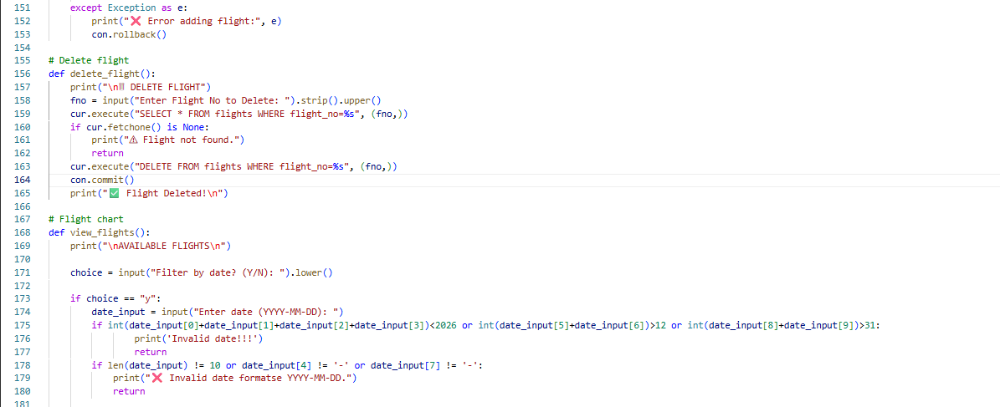 151 except Exception as e:
152 print("❌ Error adding flight:", e)
153 con.rollback()
154
155 # Delete flight
156 def delete_flight():
157 print("\n🗑 DELETE FLIGHT")
158 fno = input("Enter Flight No to Delete: ").strip().upper()
159 cur.execute("SELECT * FROM flights WHERE flight_no=%s", (fno,))
160 if cur.fetchone() is None:
161 print("⚠ Flight not found.")
162 return
163 cur.execute("DELETE FROM flights WHERE flight_no=%s", (fno,))
164 con.commit()
165 print("✅ Flight Deleted!\n")
166
167 # Flight chart
168 def view_flights():
169 print("\nAVAILABLE FLIGHTS\n")
170
171 choice = input("Filter by date? (Y/N): ").lower()
172
173 if choice == "y":
174 date_input = input("Enter date (YYYY-MM-DD): ")
175 if int(date_input[0]+date_input[1]+date_input[2]+date_input[3])<2026 or int(date_input[5]+date_input[6])>12 or int(date_input[8]+date_input[9])>31:
176 print('Invalid date!!!')
177 return
178 if len(date_input) != 10 or date_input[4] != '-' or date_input[7] != '-':
179 print("❌ Invalid date formatse YYYY-MM-DD.")
180 return
181